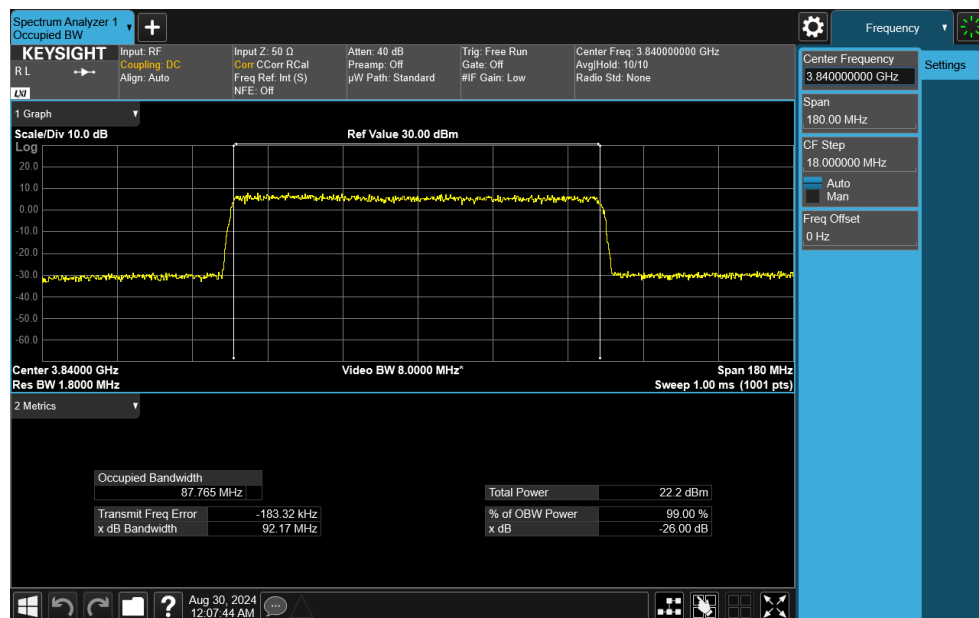 Spectrum Analyzer 1
Occupied BW
Frequency
KEYSIGHT
R L
LXI
Input: RF
Coupling: DC
Align: Auto
Input Z: 50 Ω
Corr CCorr RCal
Freq Ref: Int (S)
NFE: Off
Atten: 40 dB
Preamp: Off
µW Path: Standard
Trig: Free Run
Gate: Off
#IF Gain: Low
Center Freq: 3.840000000 GHz
Avg|Hold: 10/10
Radio Std: None
Center Frequency
3.840000000 GHz
Settings
Span
180.00 MHz
CF Step
18.000000 MHz
Auto
Man
Freq Offset
0 Hz
1 Graph
Scale/Div 10.0 dB
Ref Value 30.00 dBm
Log
20.0
10.0
0.00
-10.0
-20.0
-30.0
-40.0
-50.0
-60.0
Center 3.84000 GHz
Video BW 8.0000 MHz*
Span 180 MHz
Res BW 1.8000 MHz
Sweep 1.00 ms (1001 pts)
2 Metrics
Occupied Bandwidth
87.765 MHz
Total Power 22.2 dBm
Transmit Freq Error -183.32 kHz
% of OBW Power 99.00 %
x dB Bandwidth 92.17 MHz
x dB -26.00 dB
?
Aug 30, 2024
12:07:44 AM